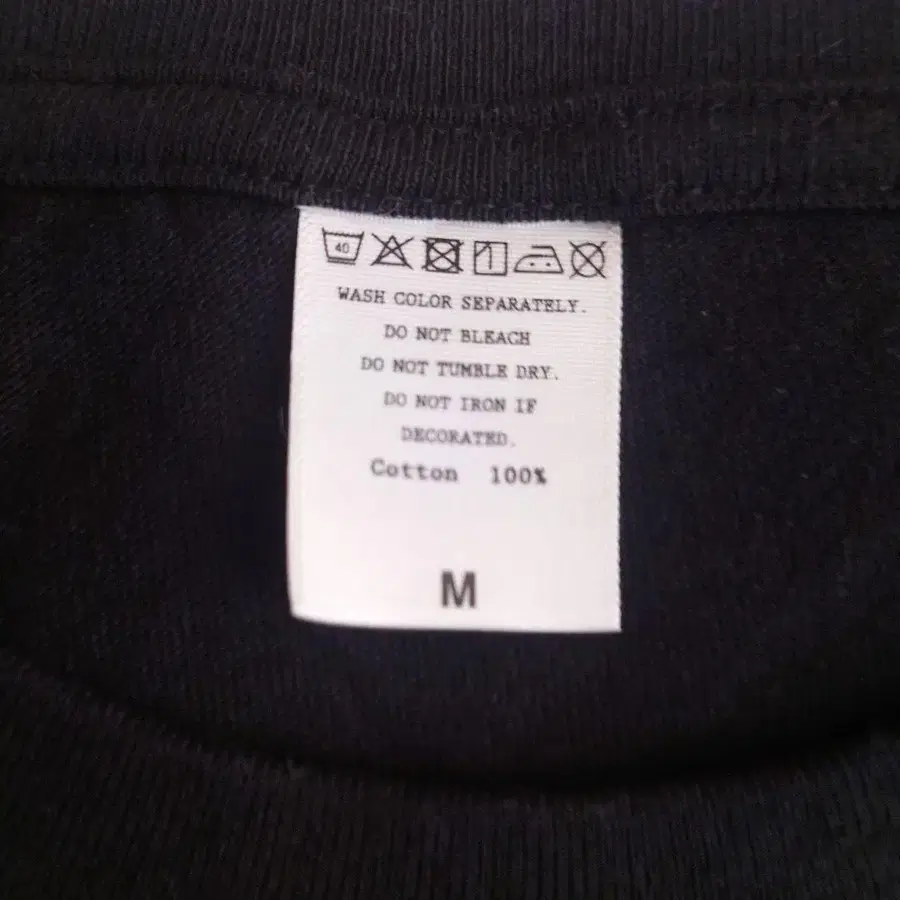 40
WASH COLOR SEPARATELY.
DO NOT BLEACH
DO NOT TUMBLE DRY.
DO NOT IRON IF
DECORATED.
Cotton 100%
M